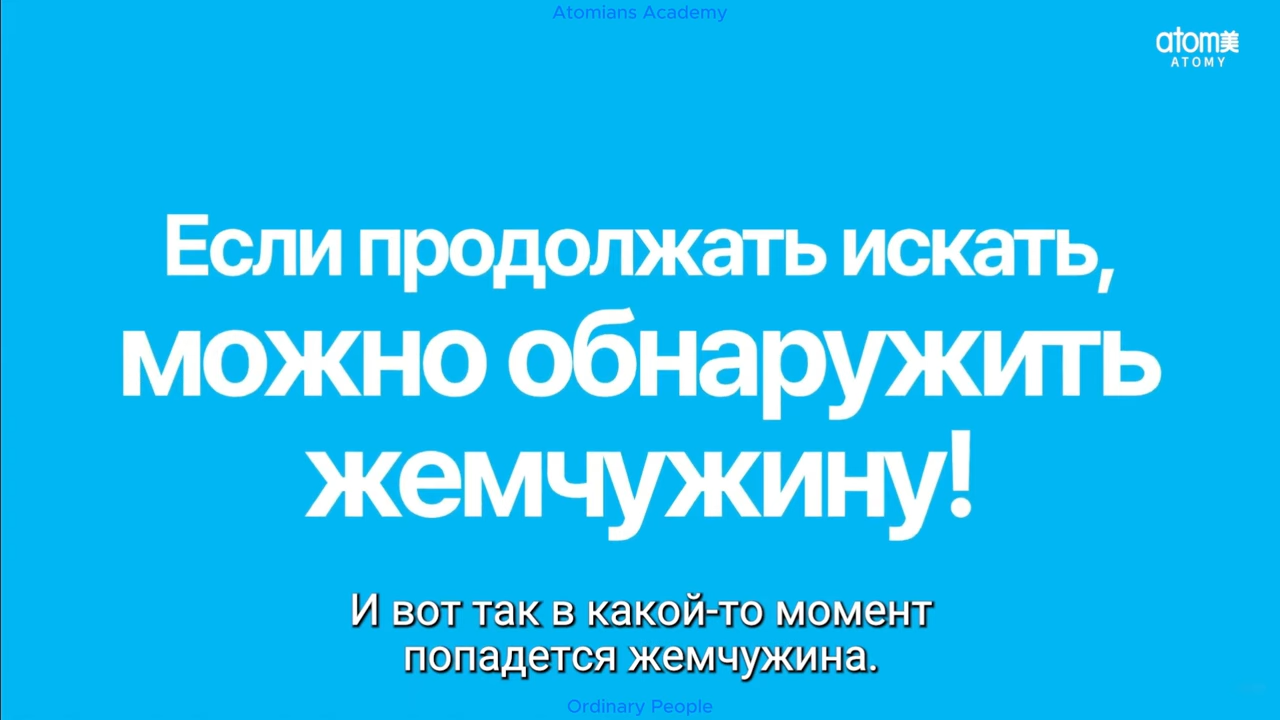 Atomians Academy
atom美
ATOMY
Если продолжать искать,
можно обнаружить
жемчужину!
И вот так в какой-то момент
попадется жемчужина.
Ordinary People